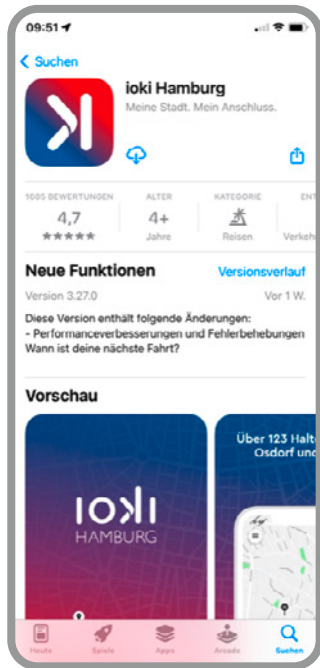 09:51
Suchen
ioki Hamburg
Meine Stadt. Mein Anschluss.
1005 BEWERTUNGEN
ALTER
KATEGORIE
ENT
4,7
4+
Jahre
Reisen
Verkeh
Neue Funktionen
Versionsverlauf
Version 3.27.0
Vor 1 W.
Diese Version enthält folgende Änderungen:
- Performanceverbesserungen und Fehlerbehebungen
Wann ist deine nächste Fahrt?
Vorschau
Über 123 Halt
Osdorf und
IOKI
HAMBURG
Heute
Spiele
Apps
Arcade
Suchen